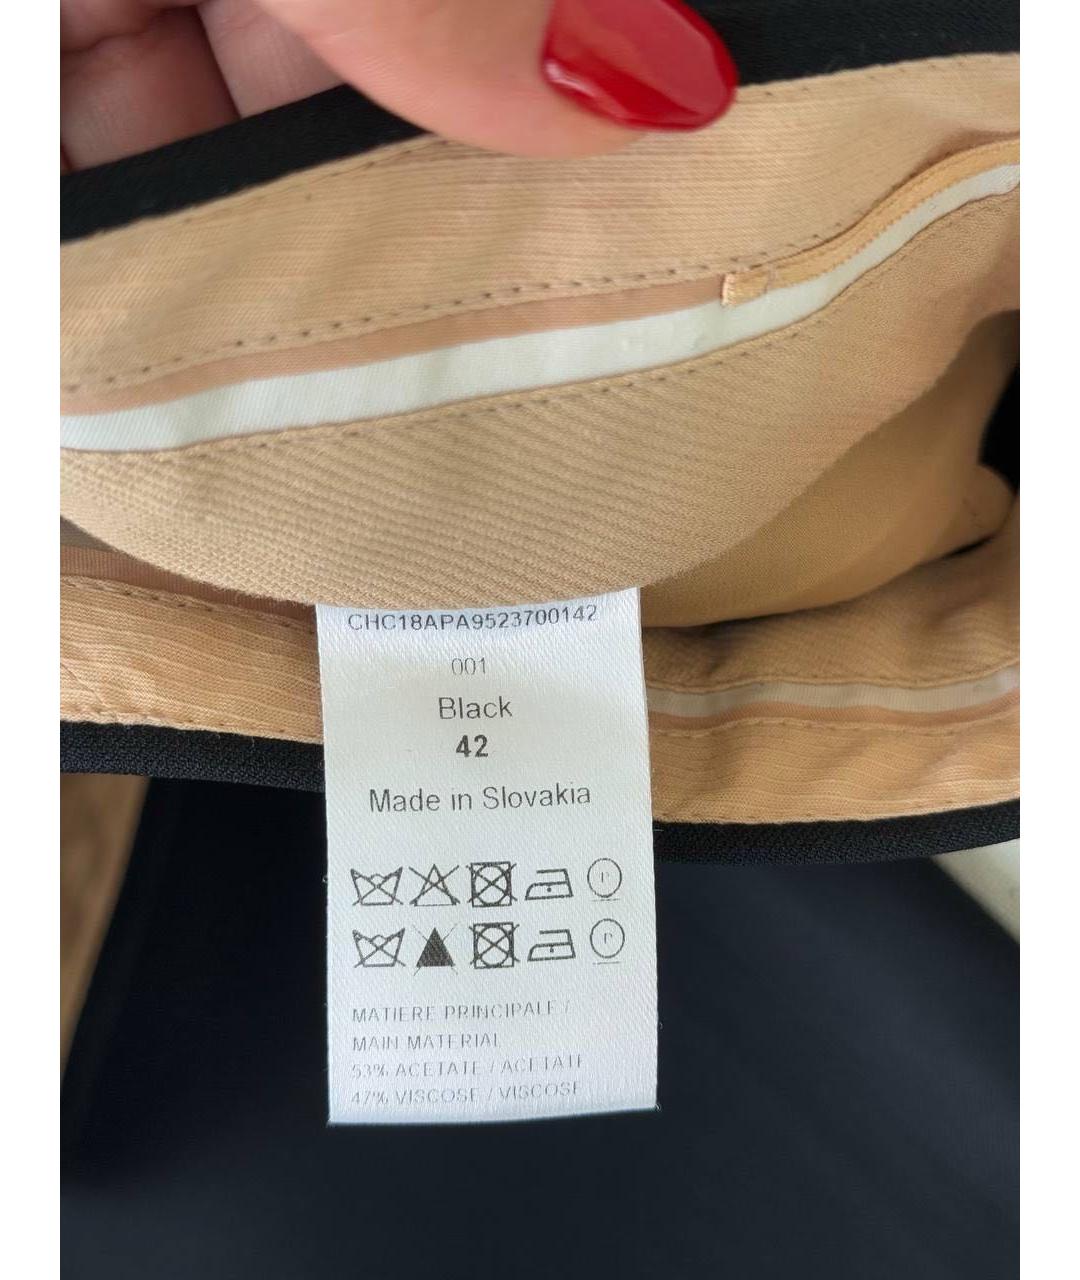 CHC18APA9523700142
001
Black
42
Made in Slovakia
P
P
MATIERE PRINCIPALE /
MAIN MATERIAL
53% ACETATE / ACETATE
47% VISCOSE / VISCOSE